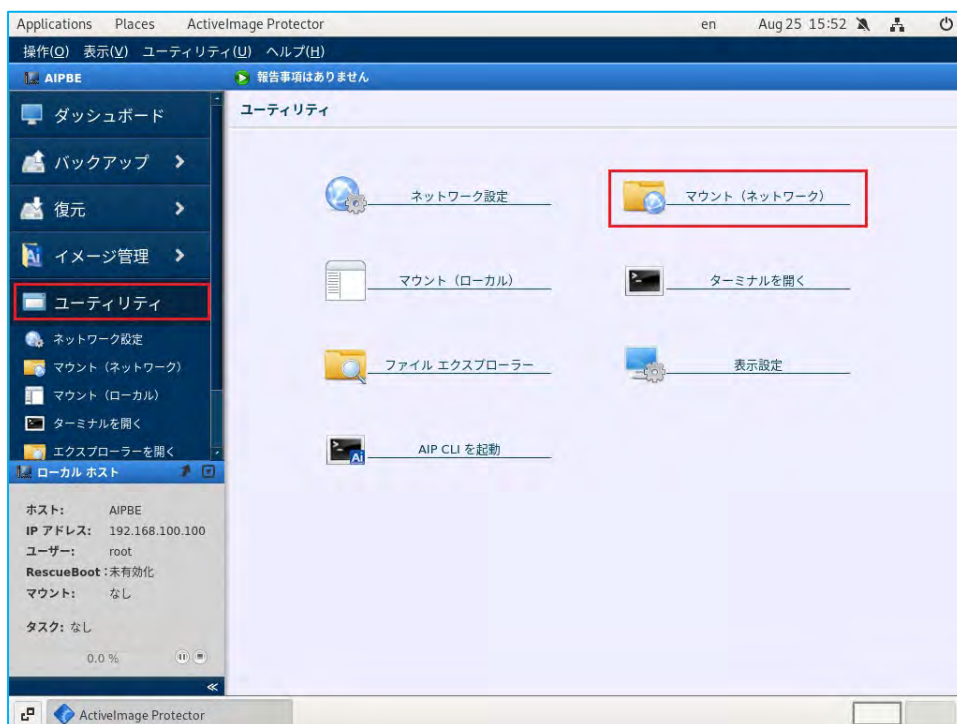 Applications Places ActiveImage Protector en Aug 25 15:52
操作(O) 表示(V) ユーティリティ(U) ヘルプ(H)
AIPBE
報告事項はありません
ダッシュボード
バックアップ
復元
イメージ管理
ユーティリティ
ネットワーク設定
マウント（ネットワーク）
マウント（ローカル）
ターミナルを開く
エクスプローラーを開く
ローカル ホスト
ホスト: AIPBE
IP アドレス: 192.168.100.100
ユーザー: root
RescueBoot:未有効化
マウント: なし
タスク: なし
0.0 %
ユーティリティ
ネットワーク設定
マウント（ネットワーク）
マウント（ローカル）
ターミナルを開く
ファイル エクスプローラー
表示設定
AIP CLI を起動
ActiveImage Protector